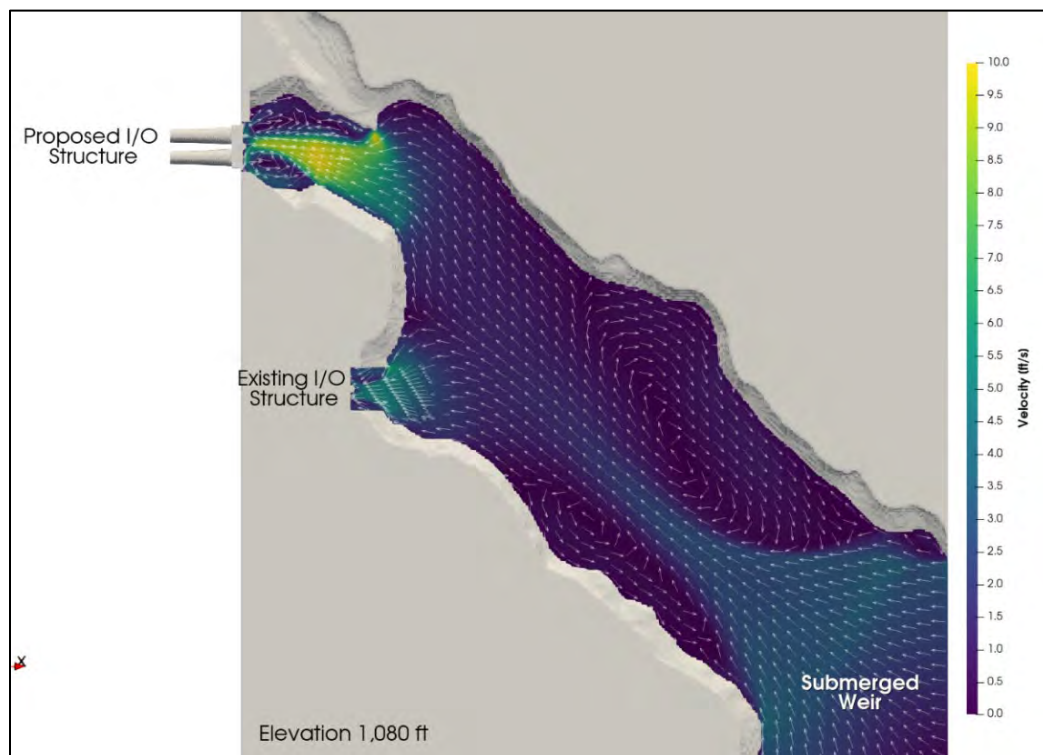 Proposed I/O
Structure
Existing I/O
Structure
Submerged
Weir
Elevation 1,080 ft
X
10.0
9.5
9.0
8.5
8.0
7.5
7.0
6.5
6.0
5.5
5.0
4.5
4.0
3.5
3.0
2.5
2.0
1.5
1.0
0.5
0.0
Velocity (ft/s)